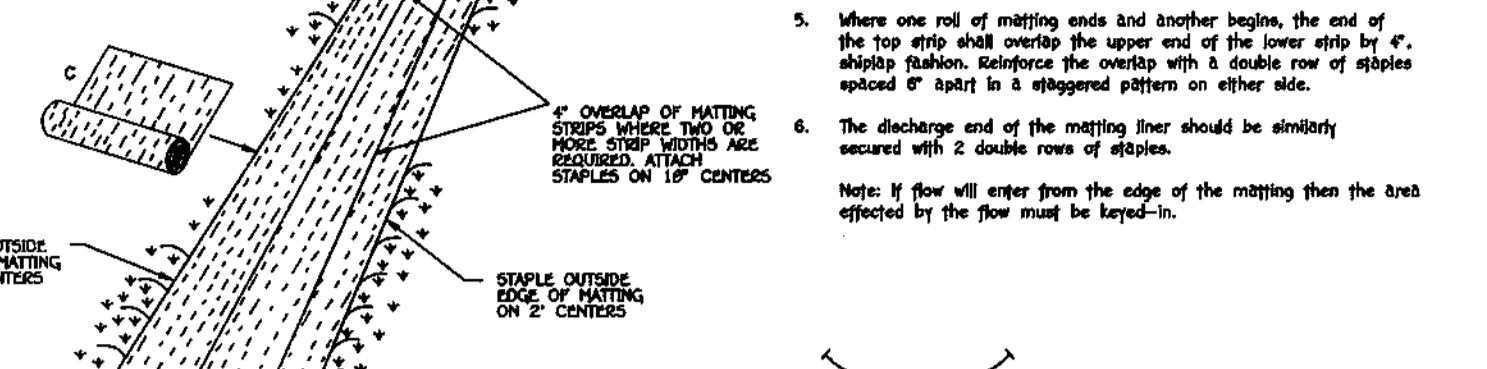 C
4" OVERLAP OF MATTING
STRIPS WHERE TWO OR
MORE STRIP WIDTHS ARE
REQUIRED. ATTACH
STAPLES ON 18" CENTERS
UTSIDE
MATTING
NTERS
STAPLE OUTSIDE
EDGE OF MATTING
ON 2' CENTERS
5. Where one roll of matting ends and another begins, the end of
the top strip shall overlap the upper end of the lower strip by 4",
shiplap fashion. Reinforce the overlap with a double row of staples
spaced 6" apart in a staggered pattern on either side.
6. The discharge end of the matting liner should be similarly
secured with 2 double rows of staples.
Note: If flow will enter from the edge of the matting then the area
effected by the flow must be keyed-in.